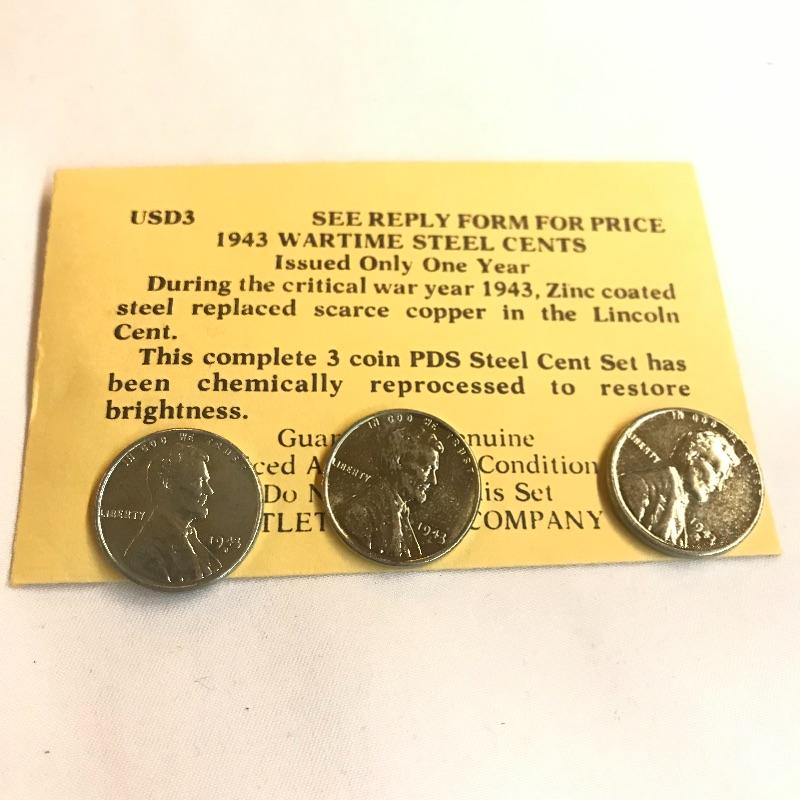 USD3 SEE REPLY FORM FOR PRICE
1943 WARTIME STEEL CENTS
Issued Only One Year
During the critical war year 1943, Zinc coated
steel replaced scarce copper in the Lincoln
Cent.
This complete 3 coin PDS Steel Cent Set has
been chemically reprocessed to restore
brightness.
Condition
Do is Set
COMPANY
IN GOD WE TRUST
LIBERTY
1943
IN GOD WE TRUST
LIBERTY
1943
IN GOD WE
LIBERTY
1943